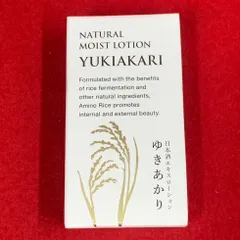 NATURAL
MOIST LOTION
YUKIAKARI
Formulated with the benefits
of rice fermentation and
other natural ingredients,
Amino Rice promotes
internal and external beauty.
日本酒エキスローション
ゆきあかり